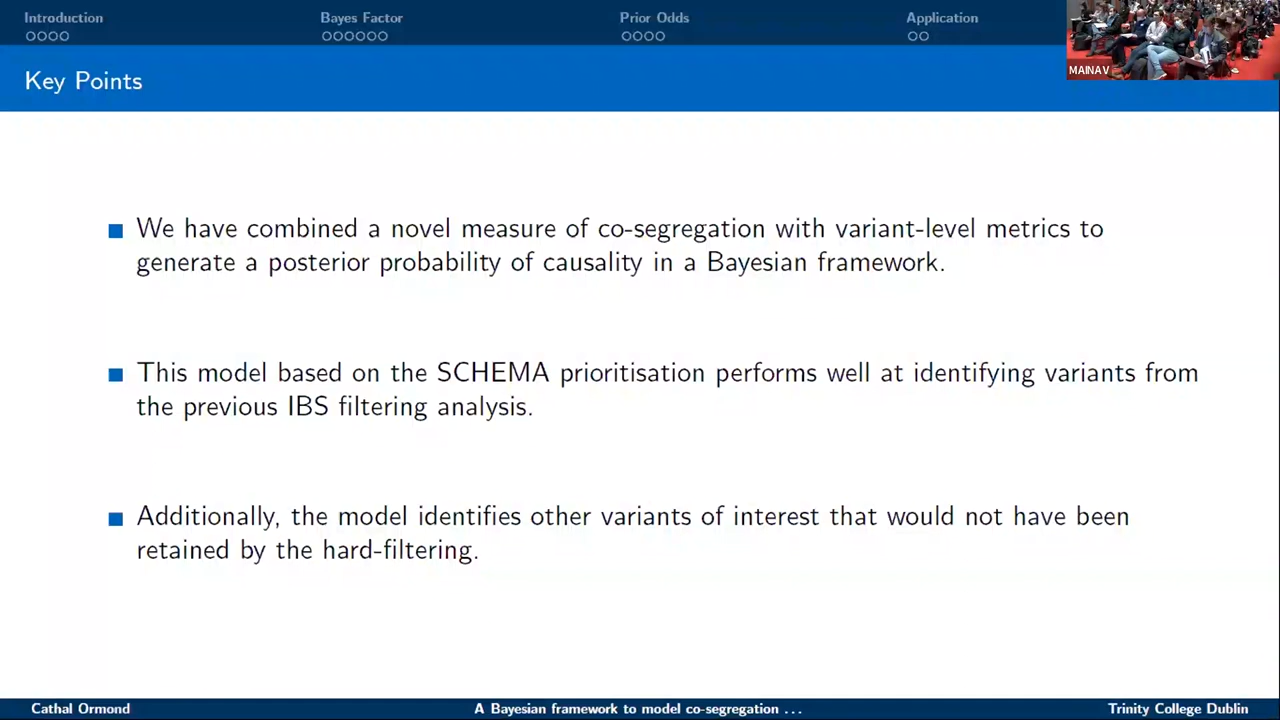 Introduction
Bayes Factor
Prior Odds
Application
MAINAV
Key Points
We have combined a novel measure of co-segregation with variant-level metrics to
generate a posterior probability of causality in a Bayesian framework.
This model based on the SCHEMA prioritisation performs well at identifying variants from
the previous IBS filtering analysis.
Additionally, the model identifies other variants of interest that would not have been
retained by the hard-filtering.
Cathal Ormond
A Bayesian framework to model co-segregation ...
Trinity College Dublin